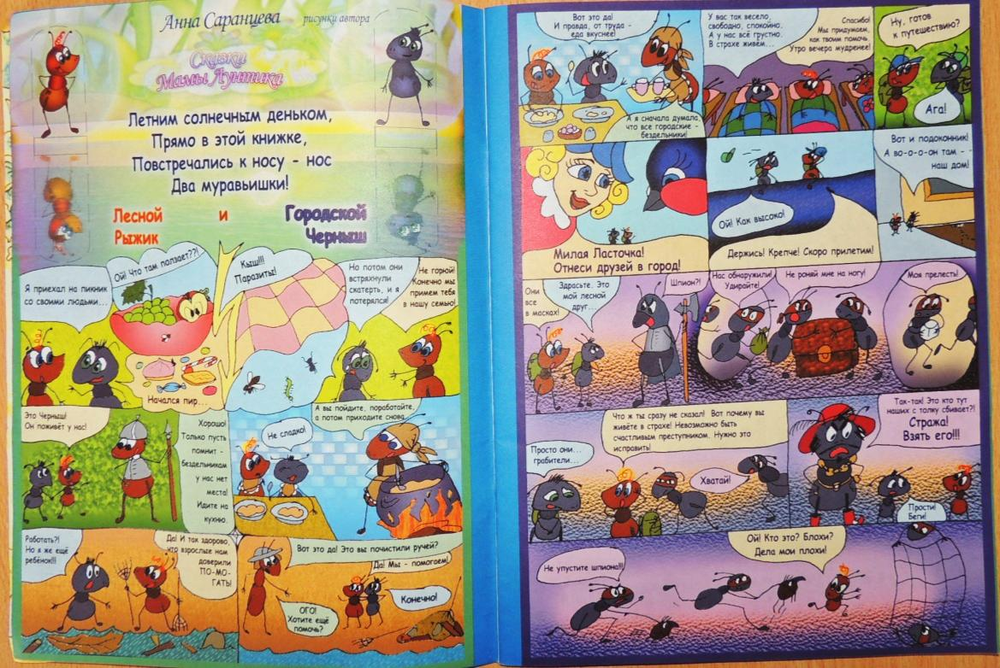 Анна Саранцева
рисунки автора
Сказки
Мамы Лунтика
Летним солнечным деньком,
Прямо в этой книжке,
Повстречались к носу - нос
Два муравьишки!
Лесной
Рыжик
и
Городской
Черныш
Я приехал на пикник
со своими людьми...
Ой! Что там ползает??!
Начался пир...
Кыш!!!
Паразиты!
Но потом они
встряхнули
скатерть, и я
потерялся!
Не горюй!
Конечно мы
примем тебя
в нашу семью!
Это Черныш!
Он поживёт у нас!
Хорошо!
Только пусть
помнит -
бездельникам
у нас нет
места!
Идите на
кухню.
Не сладко!
А вы пойдите, поработайте,
а потом приходите снова.
Работать?!
Но я же ещё
ребёнок!!!
Да! И так здорово,
что взрослые нам
доверили
ПО-МО-
ГАТЬ!
Вот это да! Это вы почистили ручей?
Да! Мы - помогаем!
Конечно!
ОГО!
Хотите ещё
помочь?
Вот это да!
И правда, от труда -
еда вкуснее!
А я сначала думала,
что все городские -
бездельники!
У вас так весело,
свободно, спокойно.
А у нас всё грустно.
В страхе живём...
Спасибо!
Мы придумаем,
как твоим помочь.
Утро вечера мудренее!
Ну, готов
к путешествию?
Ага!
Милая Ласточка!
Отнеси друзей в город!
Ой! Как высоко!
Держись! Крепче! Скоро прилетим!
Вот и подоконник!
А во-о-о-он там -
наш дом!
Они
все
в масках!
Здрасьте. Это
мой лесной
друг...
Шпион?!
Нас обнаружили!
Удирайте!
Не роняй мне на ногу!
Моя прелесть!
Просто они...
грабители...
Что ж ты сразу не сказал! Вот почему вы
живёте в страхе! Невозможно быть
счастливым преступником. Нужно это
исправить!
Хватай!
Так-так! Это кто тут
наших с толку сбивает?!
Стража!
Взять его!!!
Прости!
Беги!
Не упустите шпиона!!!
Ой! Кто это? Блохи?
Дела мои плохи!